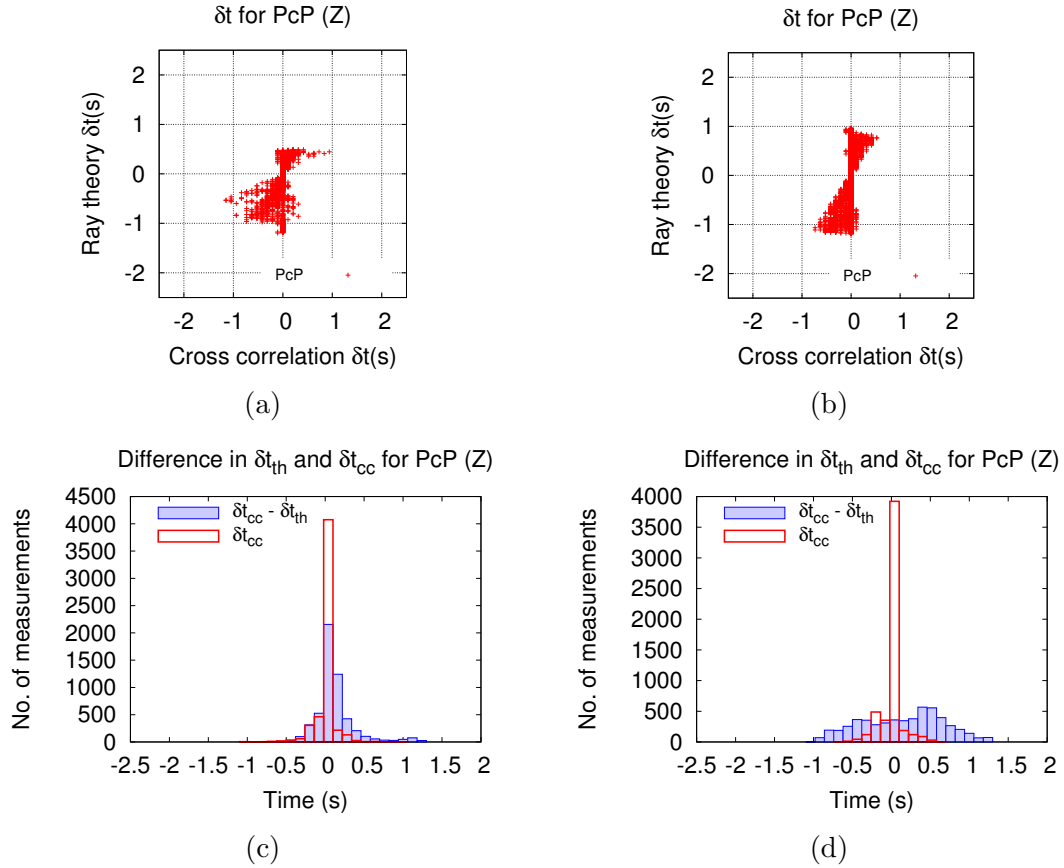 δt for PcP (Z)
Ray theory δt(s)
2
1
0
-1
-2
PcP
-2 -1 0 1 2
Cross correlation δt(s)
(a)
δt for PcP (Z)
Ray theory δt(s)
2
1
0
-1
-2
PcP
-2 -1 0 1 2
Cross correlation δt(s)
(b)
Difference in δt_th and δt_cc for PcP (Z)
No. of measurements
4500
4000
3500
3000
2500
2000
1500
1000
500
0
δt_cc - δt_th
δt_cc
-2.5 -2 -1.5 -1 -0.5 0 0.5 1 1.5 2
Time (s)
(c)
Difference in δt_th and δt_cc for PcP (Z)
No. of measurements
4000
3500
3000
2500
2000
1500
1000
500
0
δt_cc - δt_th
δt_cc
-2.5 -2 -1.5 -1 -0.5 0 0.5 1 1.5 2
Time (s)
(d)